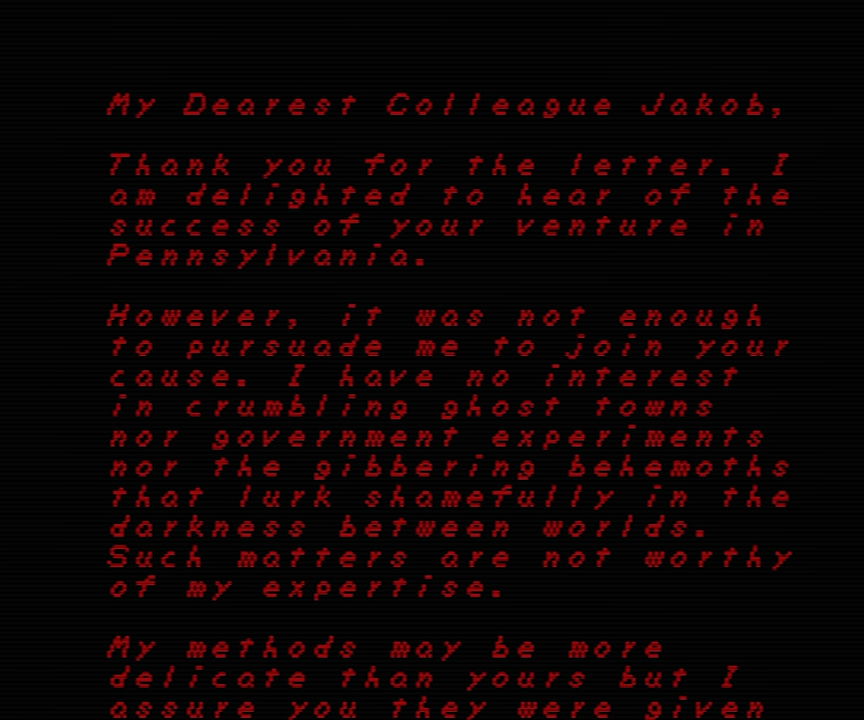 My Dearest Colleague Jakob,
Thank you for the letter. I
am delighted to hear of the
success of your venture in
Pennsylvania.
However, it was not enough
to pursuade me to join your
cause. I have no interest
in crumbling ghost towns
nor government experiments
nor the gibbering behemoths
that lurk shamefully in the
darkness between worlds.
Such matters are not worthy
of my expertise.
My methods may be more
delicate than yours but I
assure you they were given